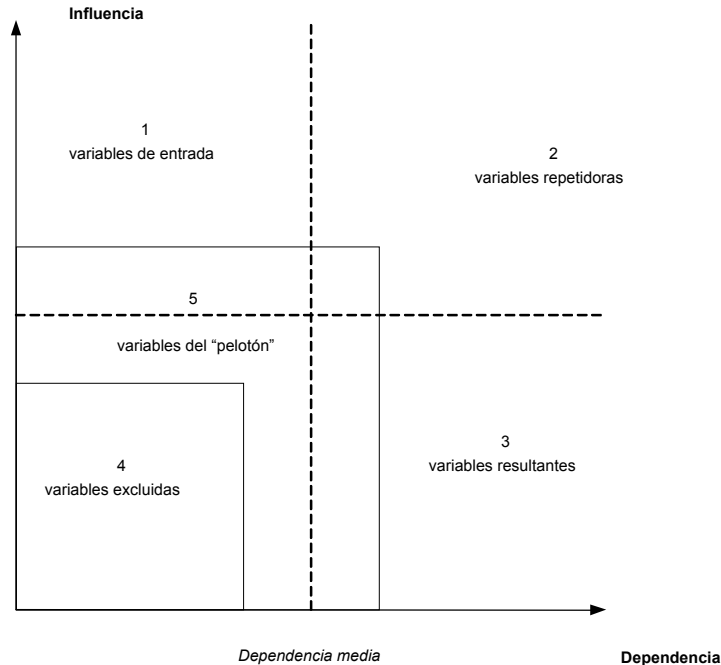 Influencia
1
variables de entrada
2
variables repetidoras
5
variables del “pelotón”
3
variables resultantes
4
variables excluidas
Dependencia media
Dependencia